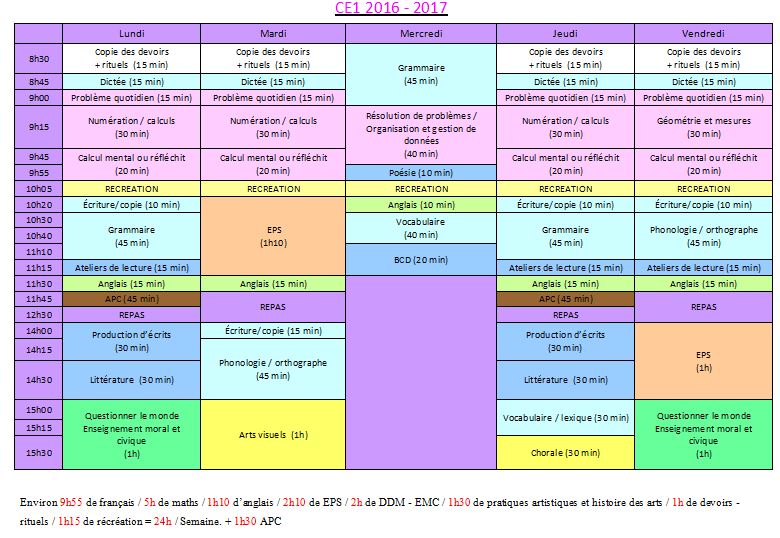 CE1 2016 - 2017
Lundi Mardi Mercredi Jeudi Vendredi
8h30
Copie des devoirs
+ rituels (15 min)
Copie des devoirs
+ rituels (15 min)
Grammaire
(45 min)
Copie des devoirs
+ rituels (15 min)
Copie des devoirs
+ rituels (15 min)
8h45 Dictée (15 min) Dictée (15 min) Dictée (15 min) Dictée (15 min)
9h00 Problème quotidien (15 min) Problème quotidien (15 min) Problème quotidien (15 min) Problème quotidien (15 min)
9h15
Numération / calculs
(30 min)
Numération / calculs
(30 min)
Résolution de problèmes /
Organisation et gestion de
données
(40 min)
Numération / calculs
(30 min)
Géométrie et mesures
(30 min)
9h45
Calcul mental ou réfléchit
(20 min)
Calcul mental ou réfléchit
(20 min)
Calcul mental ou réfléchit
(20 min)
Calcul mental ou réfléchit
(20 min)
9h55 Poésie (10 min)
10h05 RECREATION RECREATION RECREATION RECREATION RECREATION
10h20 Écriture/copie (10 min) EPS
(1h10)
Anglais (10 min) Écriture/copie (10 min) Écriture/copie (10 min)
10h30
Grammaire
(45 min)
Vocabulaire
(40 min)
Grammaire
(45 min)
Phonologie / orthographe
(45 min)
10h40
11h10 BCD (20 min)
11h15 Ateliers de lecture (15 min) Ateliers de lecture (15 min) Ateliers de lecture (15 min)
11h30 Anglais (15 min) Anglais (15 min) Anglais (15 min) Anglais (15 min)
11h45 APC (45 min) REPAS APC (45 min) REPAS
12h30 REPAS REPAS
14h00
Production d’écrits
(30 min)
Écriture/copie (15 min)
Production d’écrits
(30 min)
EPS
(1h)
14h15
Phonologie / orthographe
(45 min)
14h30 Littérature (30 min) Littérature (30 min)
15h00
Questionner le monde
Enseignement moral et
civique
(1h)
Arts visuels (1h)
Vocabulaire / lexique (30 min)
Questionner le monde
Enseignement moral et
civique
(1h)
15h15
15h30 Chorale (30 min)
Environ 9h55 de français / 5h de maths / 1h10 d’anglais / 2h10 de EPS / 2h de DDM - EMC / 1h30 de pratiques artistiques et histoire des arts / 1h de devoirs -
rituels / 1h15 de récréation = 24h / Semaine. + 1h30 APC